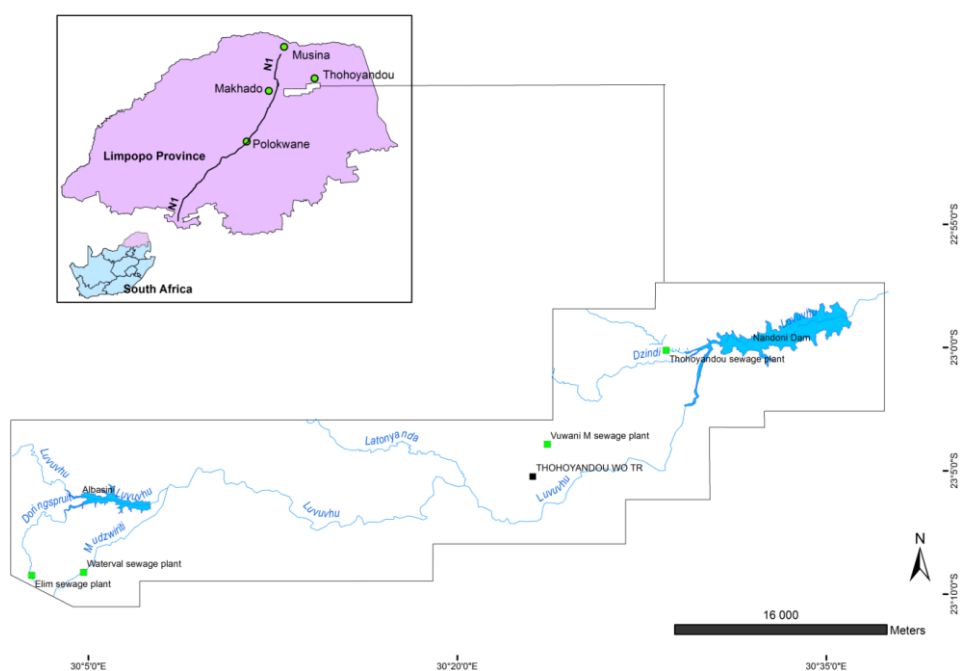 N1
Musina
Thohoyandou
Makhado
Polokwane
Limpopo Province
N1
South Africa
22°55'0"S
Luvuvhu
Nandoni Dam
23°0'0"S
Dzindi
Thohoyandou sewage plant
Vuwani M sewage plant
Latonyanda
THOHOYANDOU WO TR
23°5'0"S
Luvuvhu
Luvuvhu
Albasini
Luvuvhu
Doringspruit
Luvuvhu
Mudzwiriti
Waterval sewage plant
Elim sewage plant
N
23°10'0"S
16 000
Meters
30°5'0"E
30°20'0"E
30°35'0"E